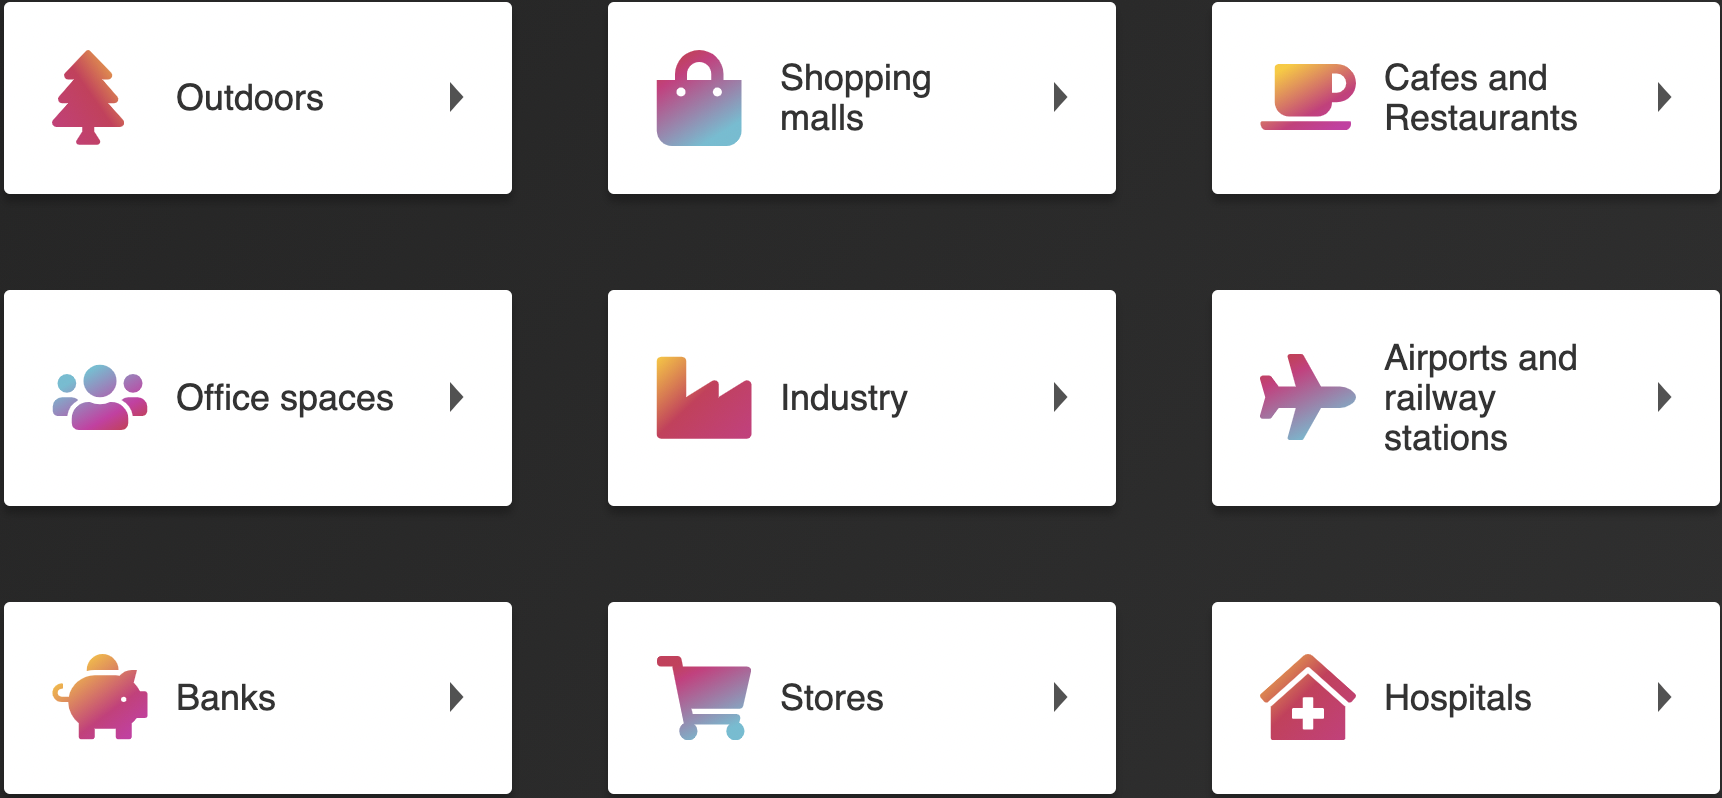 Outdoors
Shopping
malls
Cafes and
Restaurants
Office spaces
Industry
Airports and
railway
stations
Banks
Stores
Hospitals